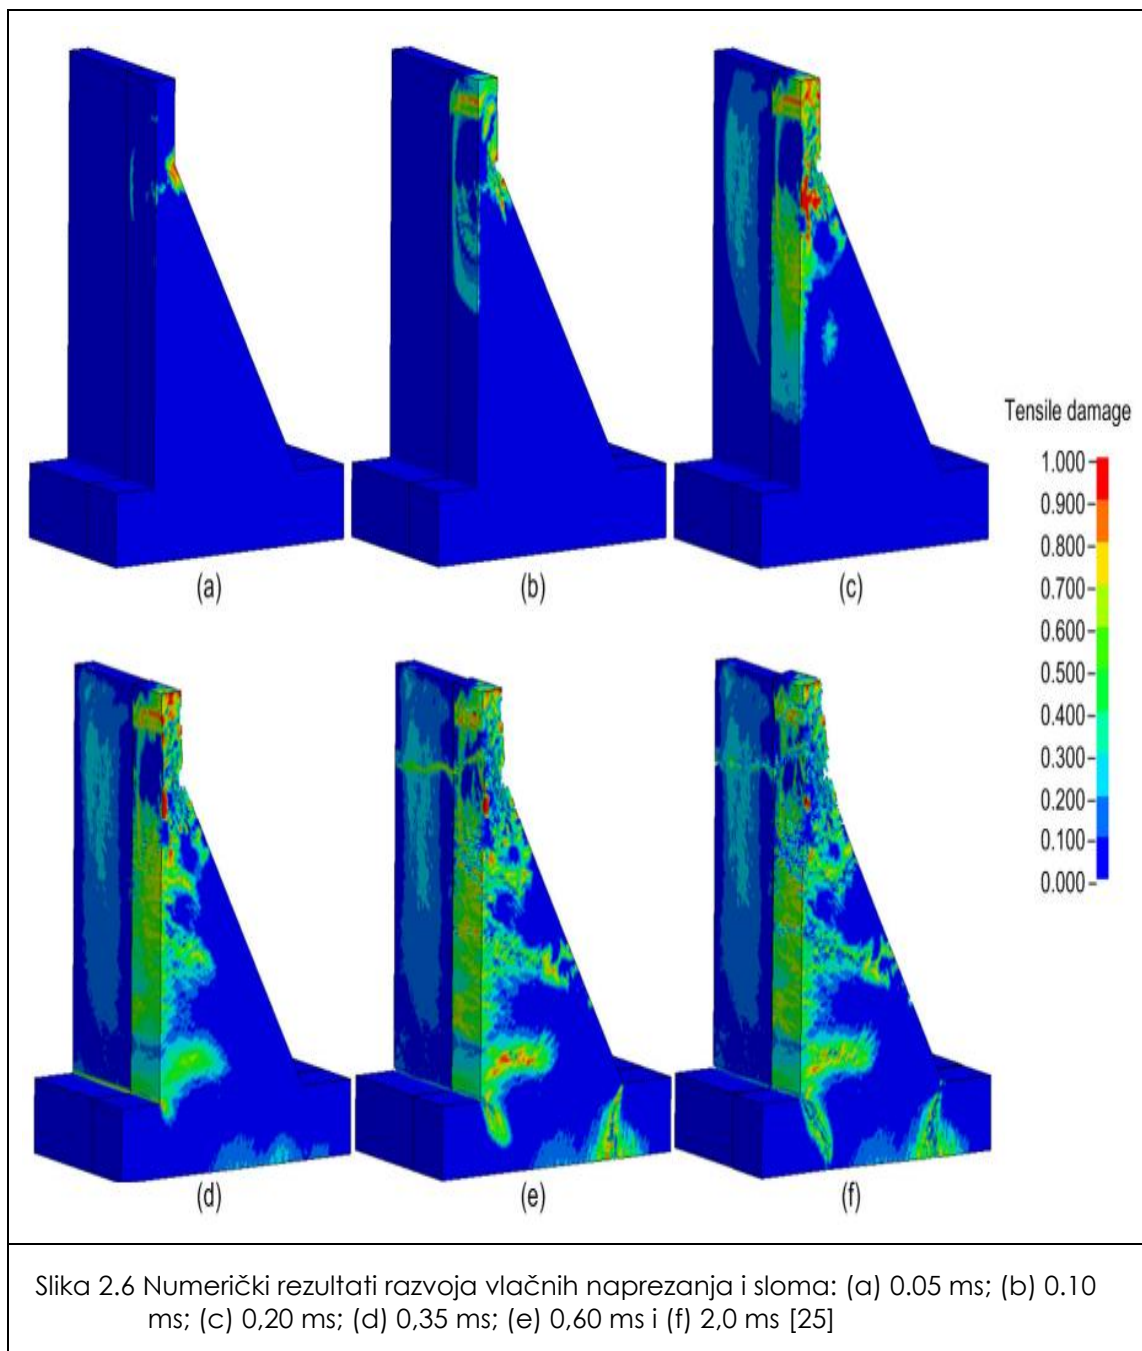 (a)
(b)
(c)
Tensile damage
1.000
0.900
0.800
0.700
0.600
0.500
0.400
0.300
0.200
0.100
0.000
(d)
(e)
(f)
Slika 2.6 Numerički rezultati razvoja vlačnih naprezanja i sloma: (a) 0.05 ms; (b) 0.10
ms; (c) 0,20 ms; (d) 0,35 ms; (e) 0,60 ms i (f) 2,0 ms [25]